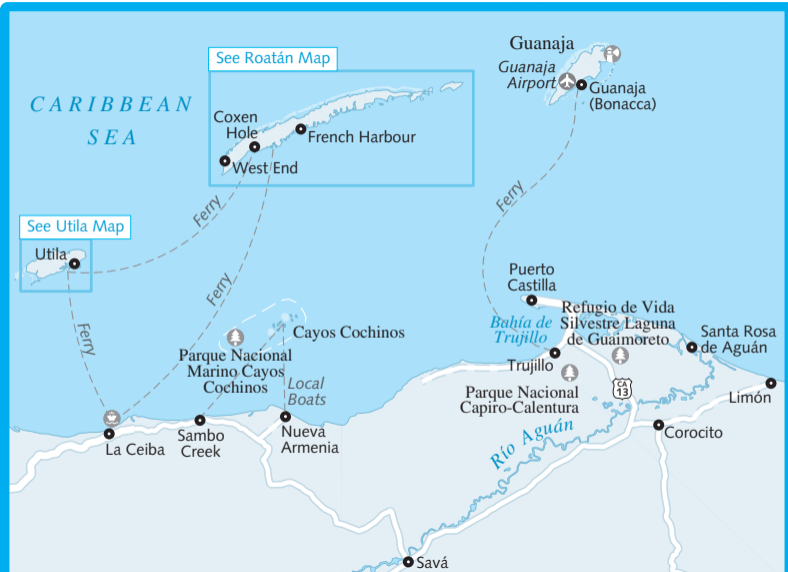 Guanaja
See Roatán Map
Guanaja
Airport
Guanaja
(Bonacca)
CARIBBEAN
SEA
Coxen
Hole
French Harbour
West End
Ferry
Ferry
See Utila Map
Utila
Ferry
Ferry
Puerto
Castilla
Refugio de Vida
Silvestre Laguna
de Guaimoreto
Bahía de
Trujillo
Santa Rosa
de Aguán
Cayos Cochinos
Parque Nacional
Marino Cayos
Cochinos
Trujillo
Local
Boats
Parque Nacional
Capiro-Calentura
CA
13
Limón
La Ceiba
Sambo
Creek
Nueva
Armenia
Río Aguán
Corocito
Savá